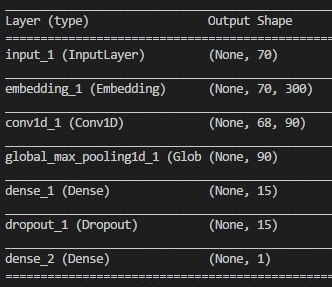 Layer (type) Output Shape
input_1 (InputLayer) (None, 70)
embedding_1 (Embedding) (None, 70, 300)
conv1d_1 (Conv1D) (None, 68, 90)
global_max_pooling1d_1 (Glob (None, 90)
dense_1 (Dense) (None, 15)
dropout_1 (Dropout) (None, 15)
dense_2 (Dense) (None, 1)